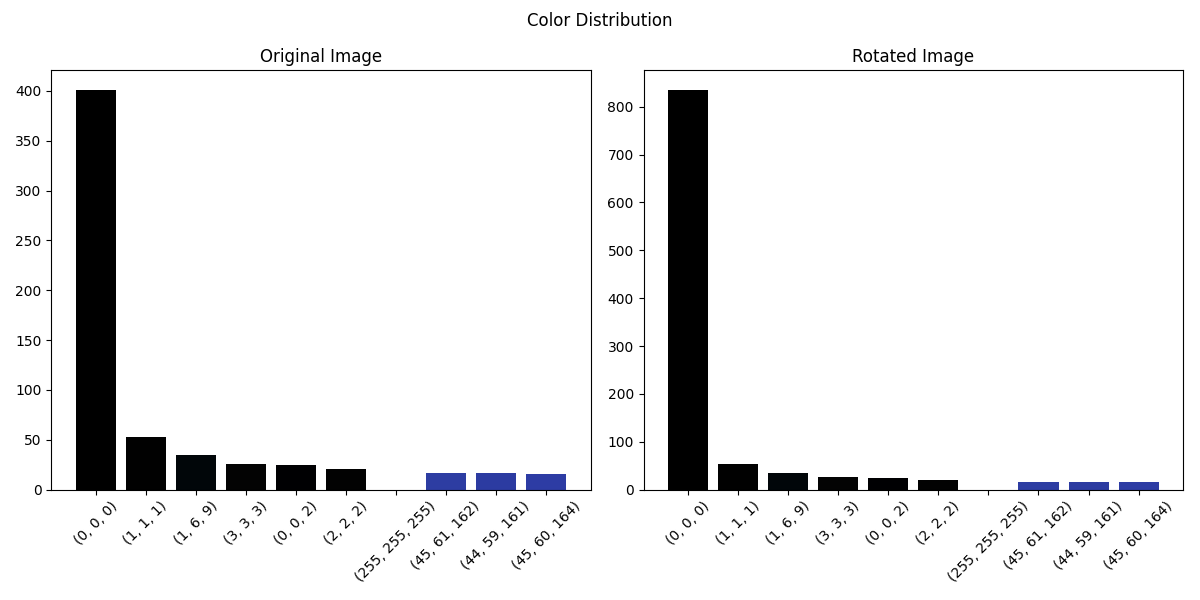 Color Distribution
Original Image
400
350
300
250
200
150
100
50
0
(0, 0, 0)
(1, 1, 1)
(1, 6, 9)
(3, 3, 3)
(0, 0, 2)
(2, 2, 2)
(255, 255, 255)
(45, 61, 162)
(44, 59, 161)
(45, 60, 164)
Rotated Image
800
700
600
500
400
300
200
100
0
(0, 0, 0)
(1, 1, 1)
(1, 6, 9)
(3, 3, 3)
(0, 0, 2)
(2, 2, 2)
(255, 255, 255)
(45, 61, 162)
(44, 59, 161)
(45, 60, 164)